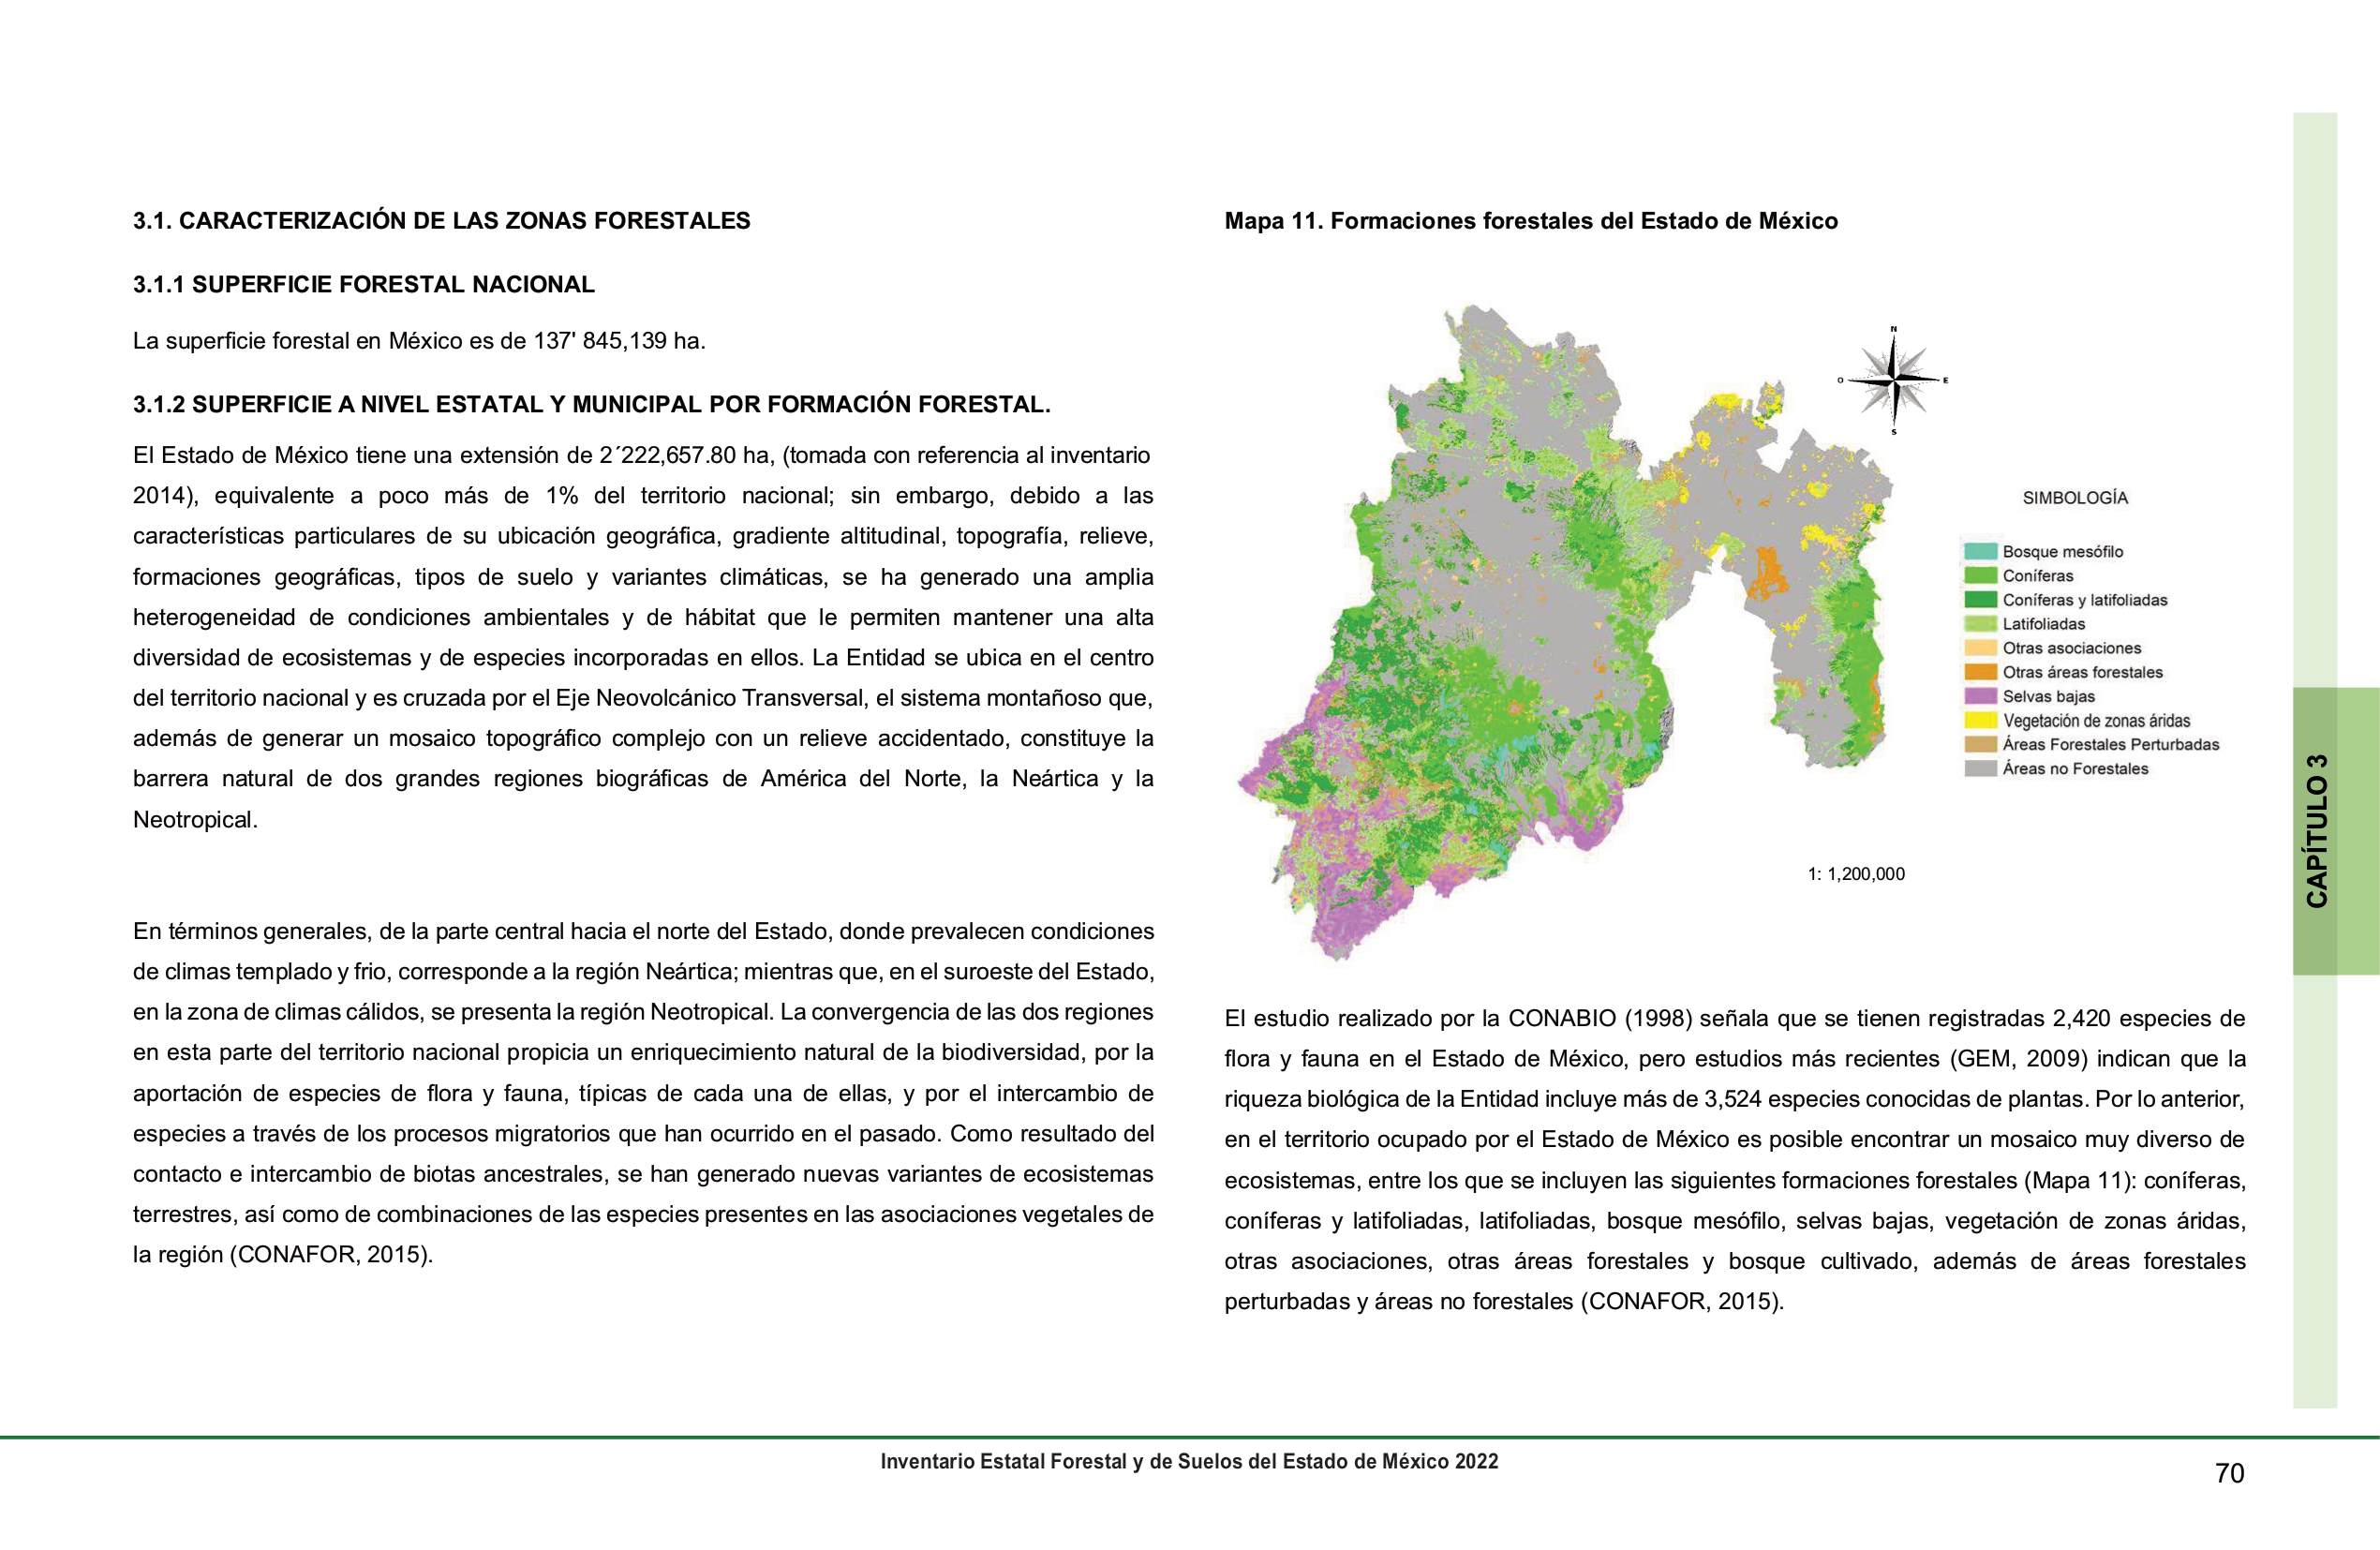 3.1. CARACTERIZACIÓN DE LAS ZONAS FORESTALES
3.1.1 SUPERFICIE FORESTAL NACIONAL
La superficie forestal en México es de 137' 845,139 ha.
3.1.2 SUPERFICIE A NIVEL ESTATAL Y MUNICIPAL POR FORMACIÓN FORESTAL.
El Estado de México tiene una extensión de 2´222,657.80 ha, (tomada con referencia al inventario
2014), equivalente a poco más de 1% del territorio nacional; sin embargo, debido a las
características particulares de su ubicación geográfica, gradiente altitudinal, topografía, relieve,
formaciones geográficas, tipos de suelo y variantes climáticas, se ha generado una amplia
heterogeneidad de condiciones ambientales y de hábitat que le permiten mantener una alta
diversidad de ecosistemas y de especies incorporadas en ellos. La Entidad se ubica en el centro
del territorio nacional y es cruzada por el Eje Neovolcánico Transversal, el sistema montañoso que,
además de generar un mosaico topográfico complejo con un relieve accidentado, constituye la
barrera natural de dos grandes regiones biográficas de América del Norte, la Neártica y la
Neotropical.
En términos generales, de la parte central hacia el norte del Estado, donde prevalecen condiciones
de climas templado y frio, corresponde a la región Neártica; mientras que, en el suroeste del Estado,
en la zona de climas cálidos, se presenta la región Neotropical. La convergencia de las dos regiones
en esta parte del territorio nacional propicia un enriquecimiento natural de la biodiversidad, por la
aportación de especies de flora y fauna, típicas de cada una de ellas, y por el intercambio de
especies a través de los procesos migratorios que han ocurrido en el pasado. Como resultado del
contacto e intercambio de biotas ancestrales, se han generado nuevas variantes de ecosistemas
terrestres, así como de combinaciones de las especies presentes en las asociaciones vegetales de
la región (CONAFOR, 2015).
Mapa 11. Formaciones forestales del Estado de México
N
O
E
S
SIMBOLOGÍA
Bosque mesófilo
Coníferas
Coníferas y latifoliadas
Latifoliadas
Otras asociaciones
Otras áreas forestales
Selvas bajas
Vegetación de zonas áridas
Áreas Forestales Perturbadas
Áreas no Forestales
1: 1,200,000
El estudio realizado por la CONABIO (1998) señala que se tienen registradas 2,420 especies de
flora y fauna en el Estado de México, pero estudios más recientes (GEM, 2009) indican que la
riqueza biológica de la Entidad incluye más de 3,524 especies conocidas de plantas. Por lo anterior,
en el territorio ocupado por el Estado de México es posible encontrar un mosaico muy diverso de
ecosistemas, entre los que se incluyen las siguientes formaciones forestales (Mapa 11): coníferas,
coníferas y latifoliadas, latifoliadas, bosque mesófilo, selvas bajas, vegetación de zonas áridas,
otras asociaciones, otras áreas forestales y bosque cultivado, además de áreas forestales
perturbadas y áreas no forestales (CONAFOR, 2015).
CAPÍTULO 3
Inventario Estatal Forestal y de Suelos del Estado de México 2022
70